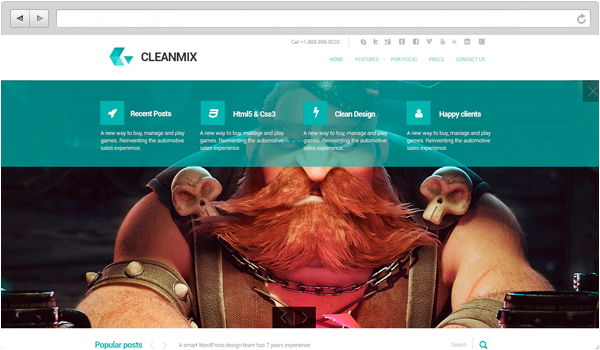 Call +1-888-999-0020
CLEANMIX
HOME FEATURES PORTFOLIO PAGES CONTACT US
Recent Posts
A new way to buy, manage and play
games. Reinventing the automotive
sales experience.
Html5 & Css3
A new way to buy, manage and play
games. Reinventing the automotive
sales experience.
Clean Design
A new way to buy, manage and play
games. Reinventing the automotive
sales experience.
Happy clients
A new way to buy, manage and play
games. Reinventing the automotive
sales experience.
Popular posts
A smart WordPress design team has 7 years experience
Search